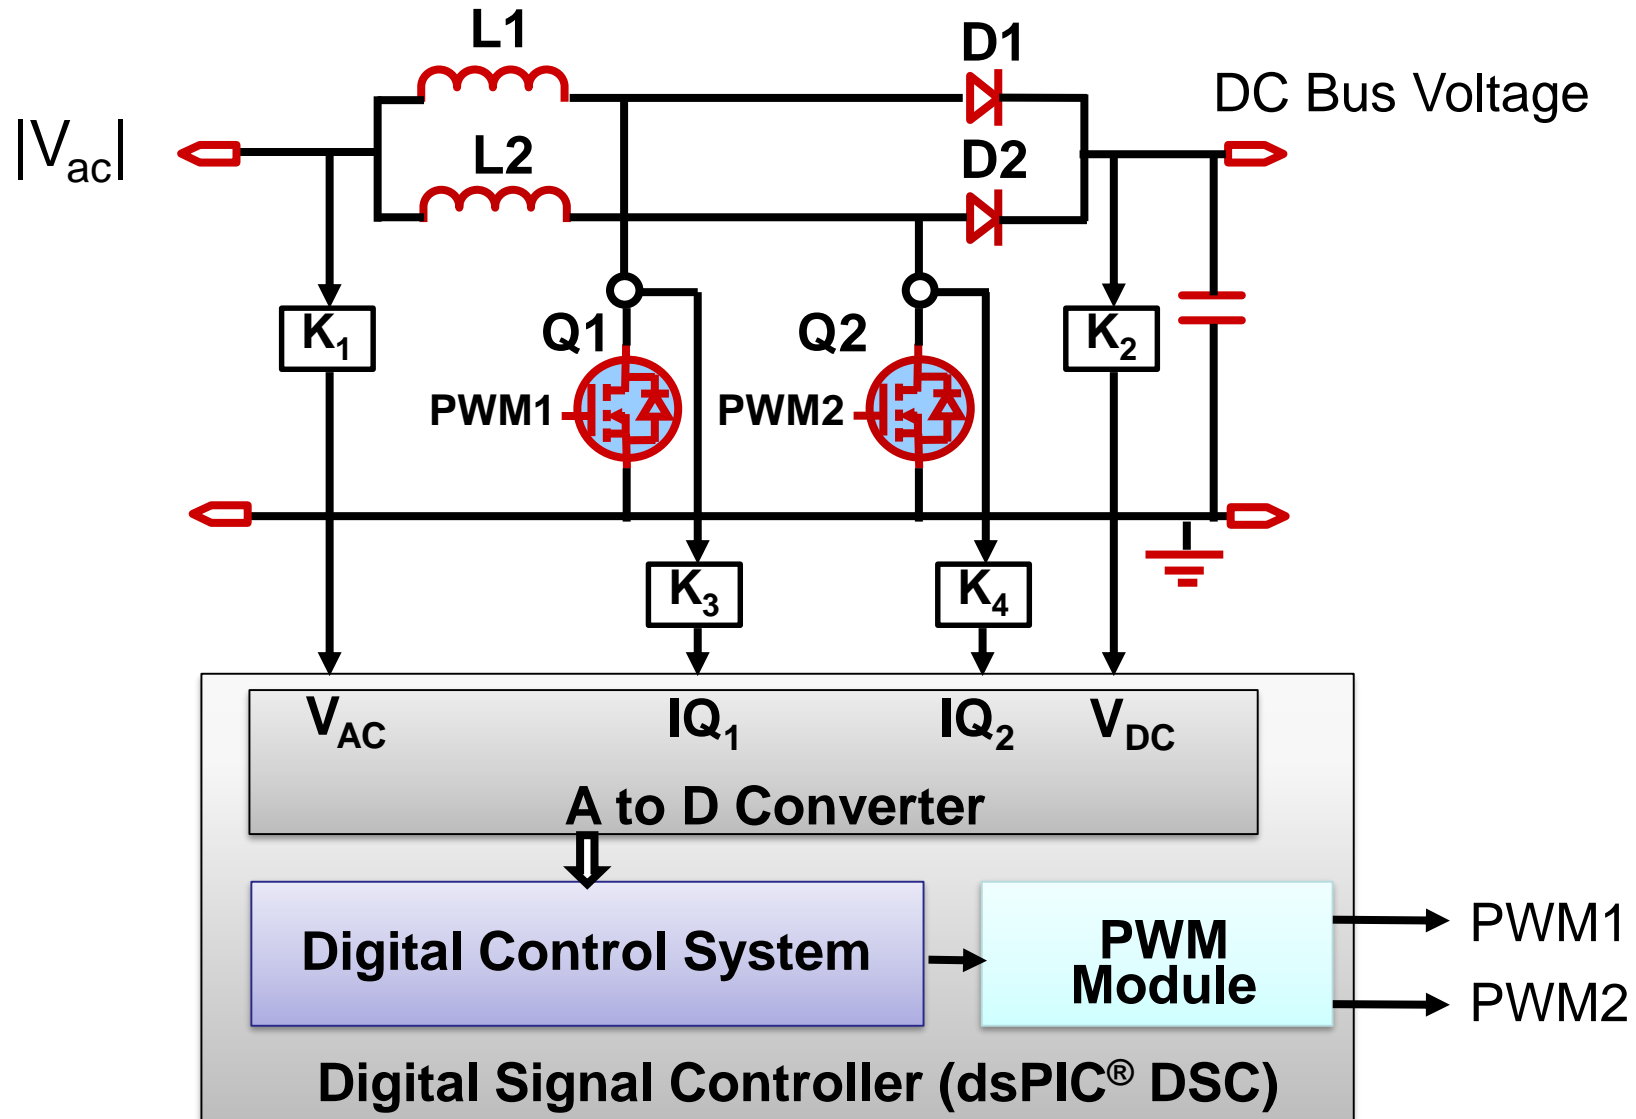 L1
D1
DC Bus Voltage
|Vac|
L2
D2
K1
Q1
Q2
K2
PWM1
PWM2
K3
K4
VAC
IQ1
IQ2
VDC
A to D Converter
Digital Control System
PWM
Module
PWM1
PWM2
Digital Signal Controller (dsPIC® DSC)